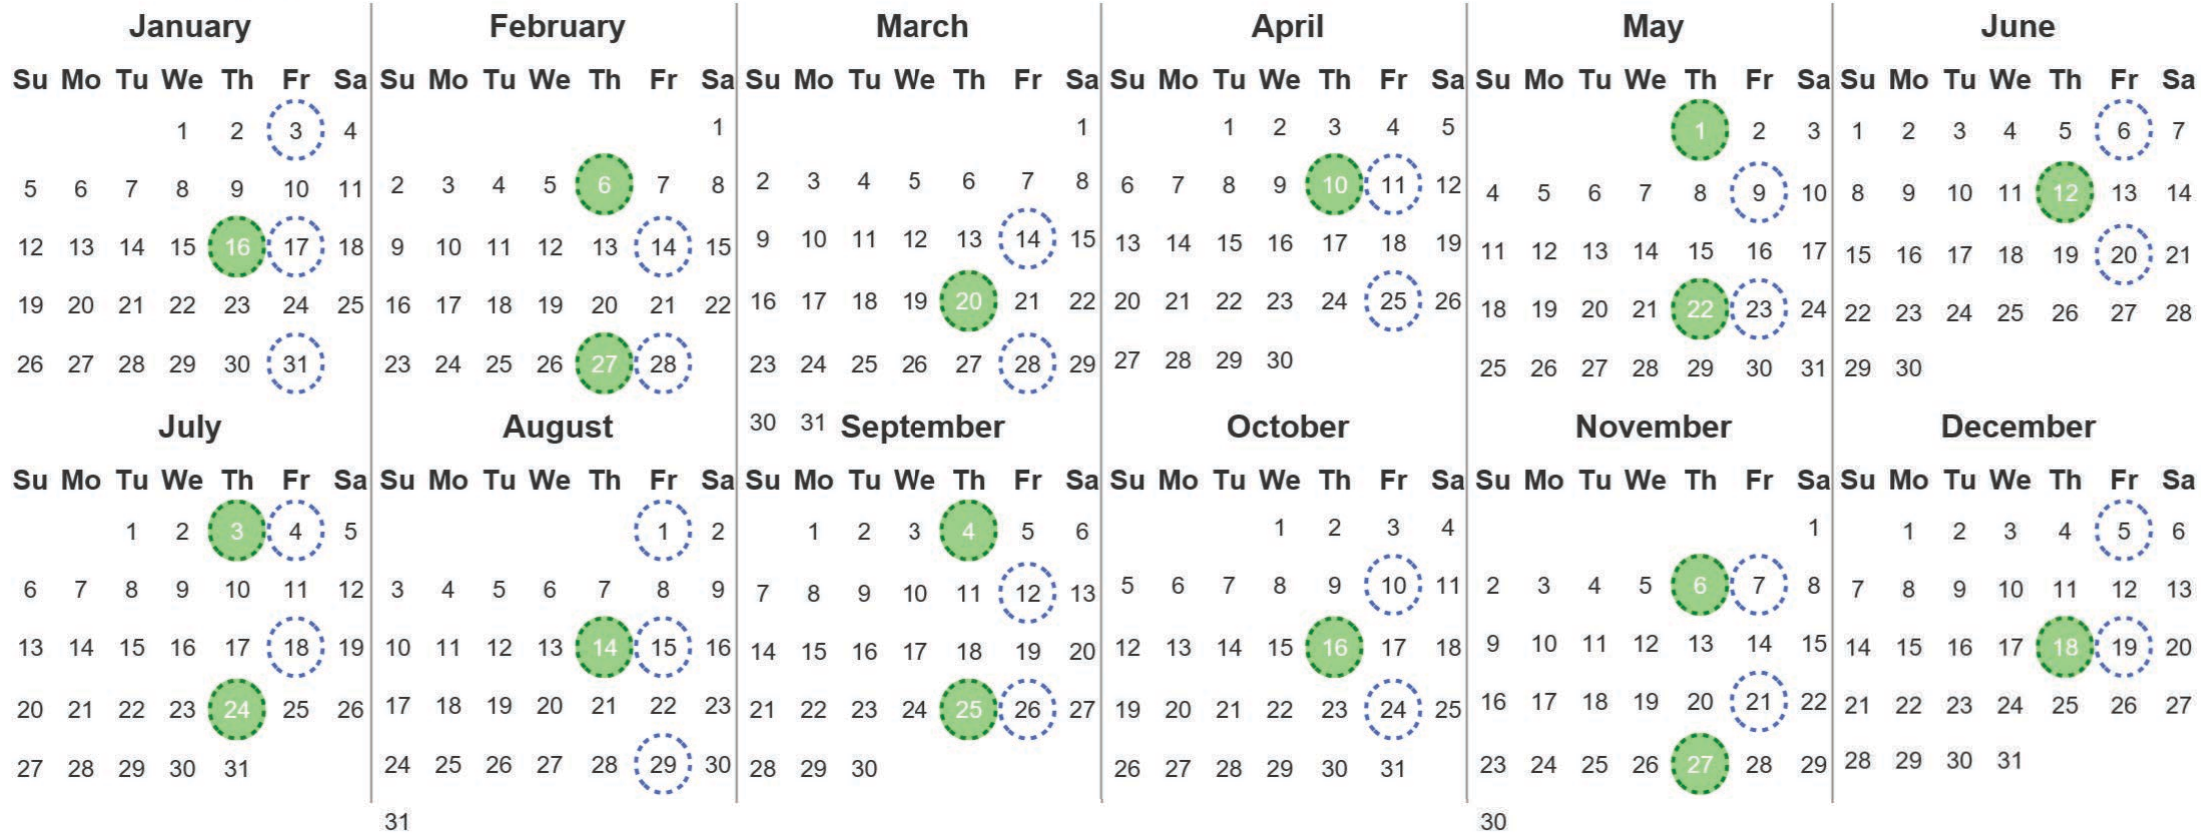 January
Su Mo Tu We Th Fr Sa
1 2 3 4
5 6 7 8 9 10 11
12 13 14 15 16 17 18
19 20 21 22 23 24 25
26 27 28 29 30 31
February
Su Mo Tu We Th Fr Sa
1
2 3 4 5 6 7 8
9 10 11 12 13 14 15
16 17 18 19 20 21 22
23 24 25 26 27 28
March
Su Mo Tu We Th Fr Sa
1
2 3 4 5 6 7 8
9 10 11 12 13 14 15
16 17 18 19 20 21 22
23 24 25 26 27 28 29
30 31
April
Su Mo Tu We Th Fr Sa
1 2 3 4 5
6 7 8 9 10 11 12
13 14 15 16 17 18 19
20 21 22 23 24 25 26
27 28 29 30
May
Su Mo Tu We Th Fr Sa
1 2 3
4 5 6 7 8 9 10
11 12 13 14 15 16 17
18 19 20 21 22 23 24
25 26 27 28 29 30 31
June
Su Mo Tu We Th Fr Sa
1 2 3 4 5 6 7
8 9 10 11 12 13 14
15 16 17 18 19 20 21
22 23 24 25 26 27 28
29 30
July
Su Mo Tu We Th Fr Sa
1 2 3 4 5
6 7 8 9 10 11 12
13 14 15 16 17 18 19
20 21 22 23 24 25 26
27 28 29 30 31
August
Su Mo Tu We Th Fr Sa
1 2
3 4 5 6 7 8 9
10 11 12 13 14 15 16
17 18 19 20 21 22 23
24 25 26 27 28 29 30
31
September
Su Mo Tu We Th Fr Sa
1 2 3 4 5 6
7 8 9 10 11 12 13
14 15 16 17 18 19 20
21 22 23 24 25 26 27
28 29 30
October
Su Mo Tu We Th Fr Sa
1 2 3 4
5 6 7 8 9 10 11
12 13 14 15 16 17 18
19 20 21 22 23 24 25
26 27 28 29 30 31
November
Su Mo Tu We Th Fr Sa
1
2 3 4 5 6 7 8
9 10 11 12 13 14 15
16 17 18 19 20 21 22
23 24 25 26 27 28 29
30
December
Su Mo Tu We Th Fr Sa
1 2 3 4 5 6
7 8 9 10 11 12 13
14 15 16 17 18 19 20
21 22 23 24 25 26 27
28 29 30 31